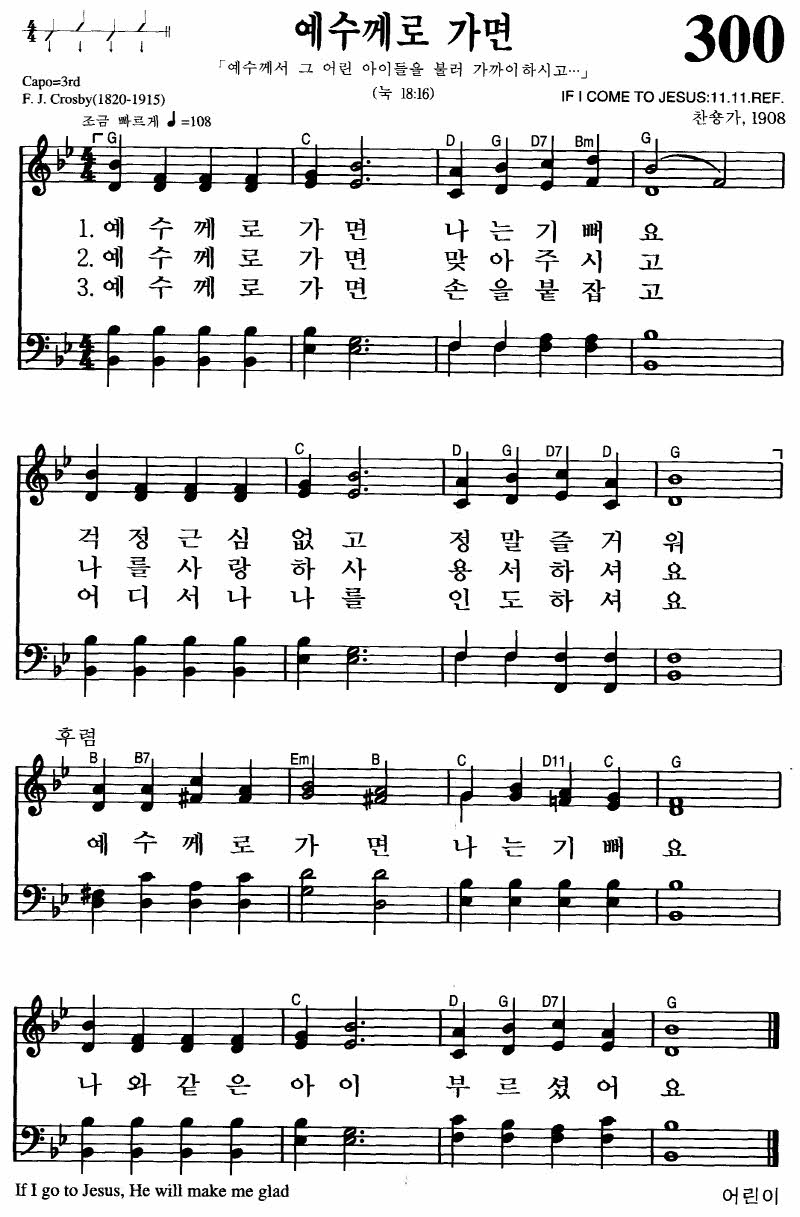 예수께로 가면
300
「예수께서 그 어린 아이들을 불러 가까이하시고…」
(눅 18:16)
Capo=3rd
F. J. Crosby(1820-1915)
IF I COME TO JESUS:11.11.REF.
찬숑가, 1908
조금 빠르게 ♩=108
G C D G D7 Bm G
1. 예 수 께 로 가 면 나 는 기 뻐 요
2. 예 수 께 로 가 면 맞 아 주 시 고
3. 예 수 께 로 가 면 손 을 붙 잡 고
C D G D7 D G
걱 정 근 심 없 고 정 말 즐 거 워
나 를 사 랑 하 사 용 서 하 셔 요
어 디 서 나 나 를 인 도 하 셔 요
후렴
B B7 Em B C D11 C G
예 수 께 로 가 면 나 는 기 뻐 요
C D G D7 G
나 와 같 은 아 이 부 르 셨 어 요
If I go to Jesus, He will make me glad
어린이